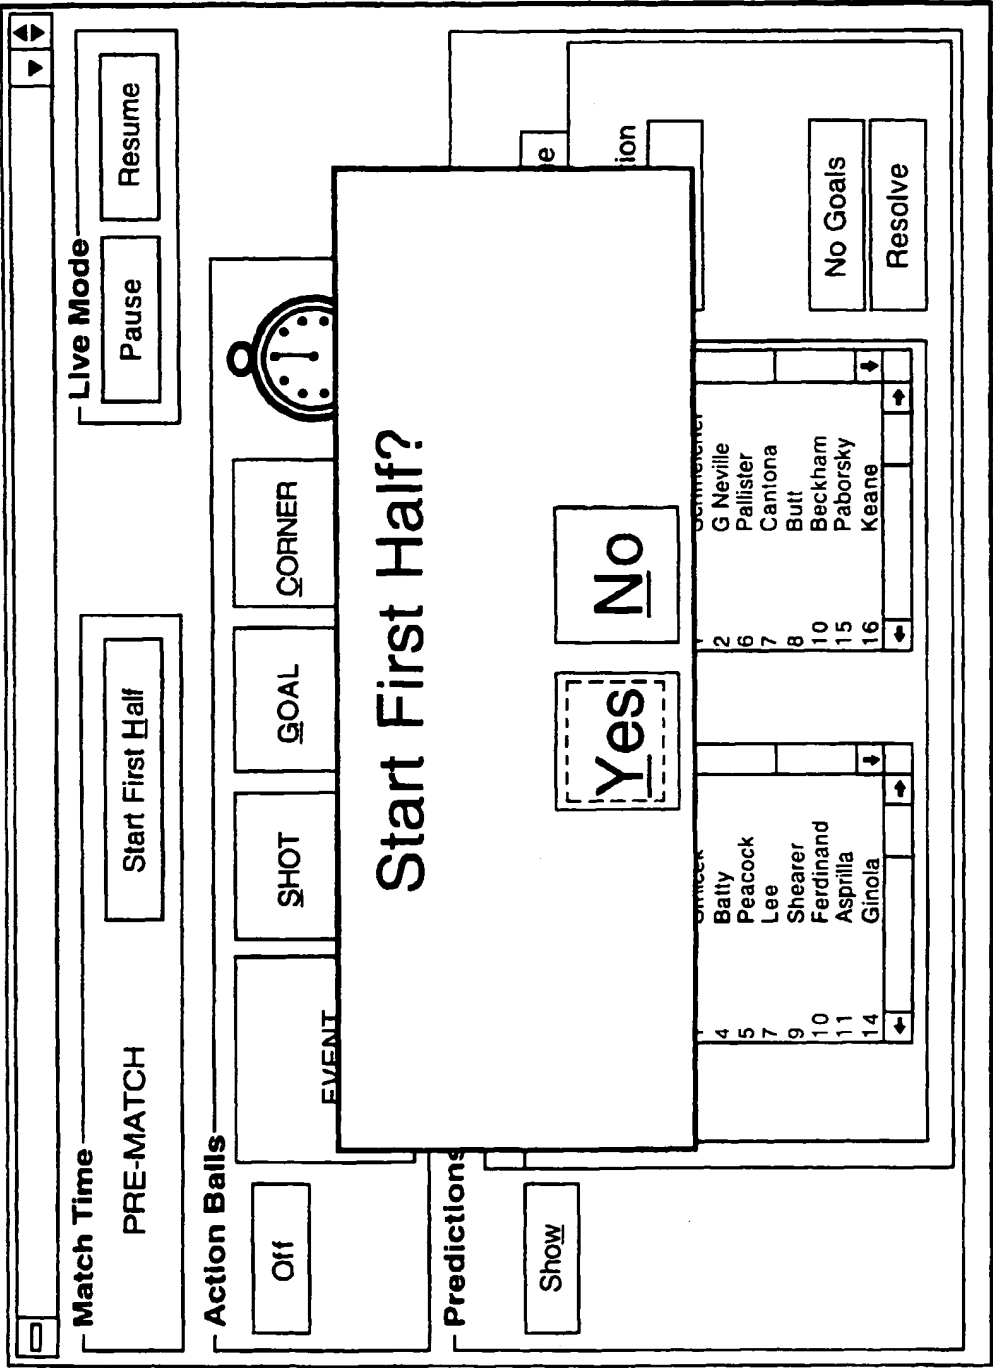 Match Time
PRE-MATCH
Start First Half
Live Mode
Pause
Resume
Action Balls
Off
EVENT
SHOT
GOAL
CORNER
Start First Half?
Yes
No
Predictions
Show
4 Batty
5 Peacock
7 Lee
9 Shearer
10 Ferdinand
11 Asprilla
14 Ginola
2 G Neville
6 Pallister
7 Cantona
8 Butt
10 Beckham
15 Paborsky
16 Keane
No Goals
Resolve